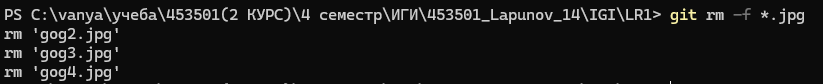 PS C:\vanya\учеба\453501(2 КУРС)\4 семестр\ИГИ\453501_Lapunov_14\IGI\LR1> git rm -f *.jpg
rm 'gog2.jpg'
rm 'gog3.jpg'
rm 'gog4.jpg'